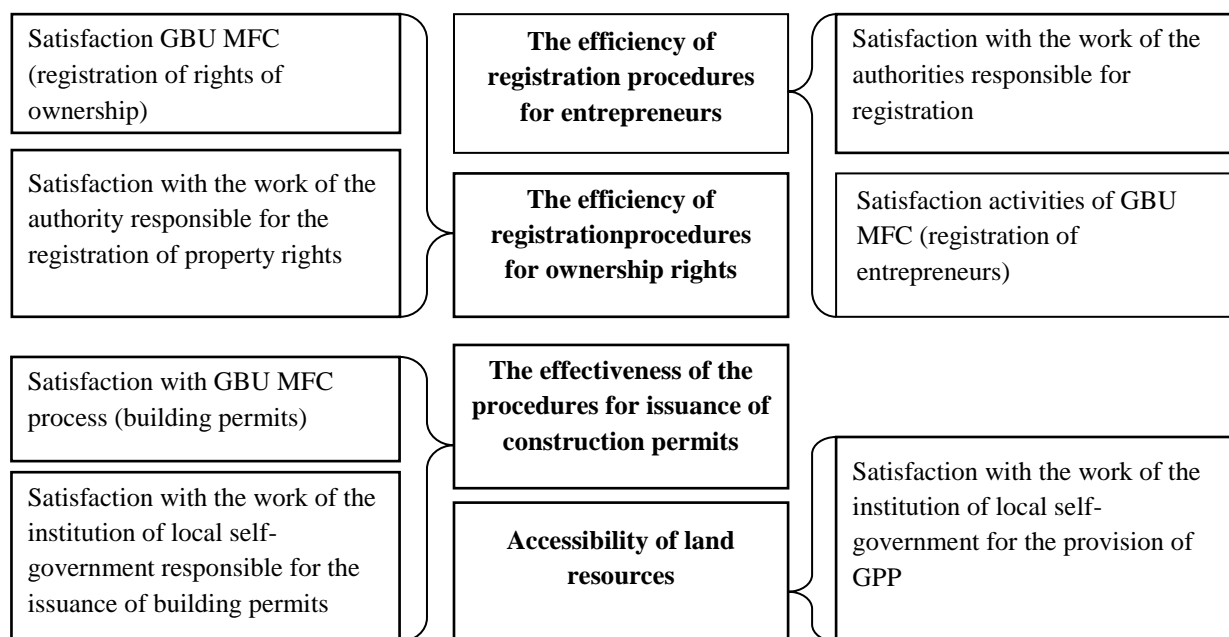 Satisfaction GBU MFC
(registration of rights of
ownership)
The efficiency of
registration procedures
for entrepreneurs
Satisfaction with the work of the
authorities responsible for
registration
Satisfaction with the work of the
authority responsible for the
registration of property rights
The efficiency of
registrationprocedures
for ownership rights
Satisfaction activities of GBU
MFC (registration of
entrepreneurs)
Satisfaction with GBU MFC
process (building permits)
The effectiveness of the
procedures for issuance of
construction permits
Satisfaction with the work of the
institution of local self-
government responsible for the
issuance of building permits
Accessibility of land
resources
Satisfaction with the work of the
institution of local self-
government for the provision of
GPP